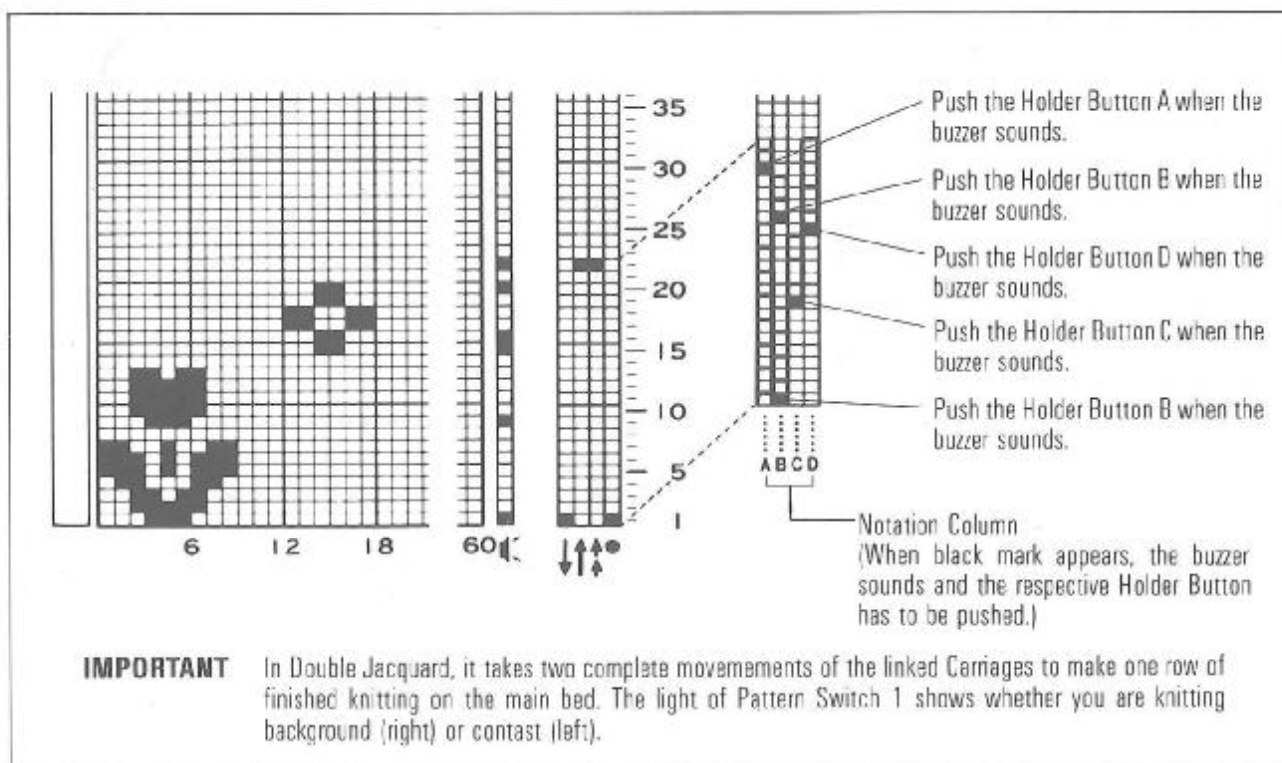 35
30
25
20
15
10
5
1
6 12 18 60
Push the Holder Button A when the
buzzer sounds.
Push the Holder Button B when the
buzzer sounds.
Push the Holder Button D when the
buzzer sounds.
Push the Holder Button C when the
buzzer sounds.
Push the Holder Button B when the
buzzer sounds.
A B C D
Notation Column
(When black mark appears, the buzzer
sounds and the respective Holder Button
has to be pushed.)
IMPORTANT In Double Jacquard, it takes two complete movemements of the linked Carriages to make one row of
finished knitting on the main bed. The light of Pattern Switch 1 shows whether you are knitting
background (right) or contast (left).